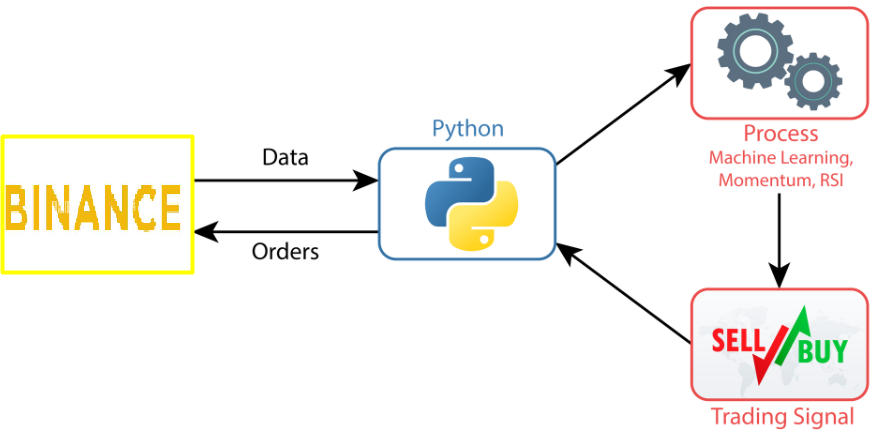 BINANCE
Data
Orders
Python
Process
Machine Learning,
Momentum, RSI
SELL
BUY
Trading Signal